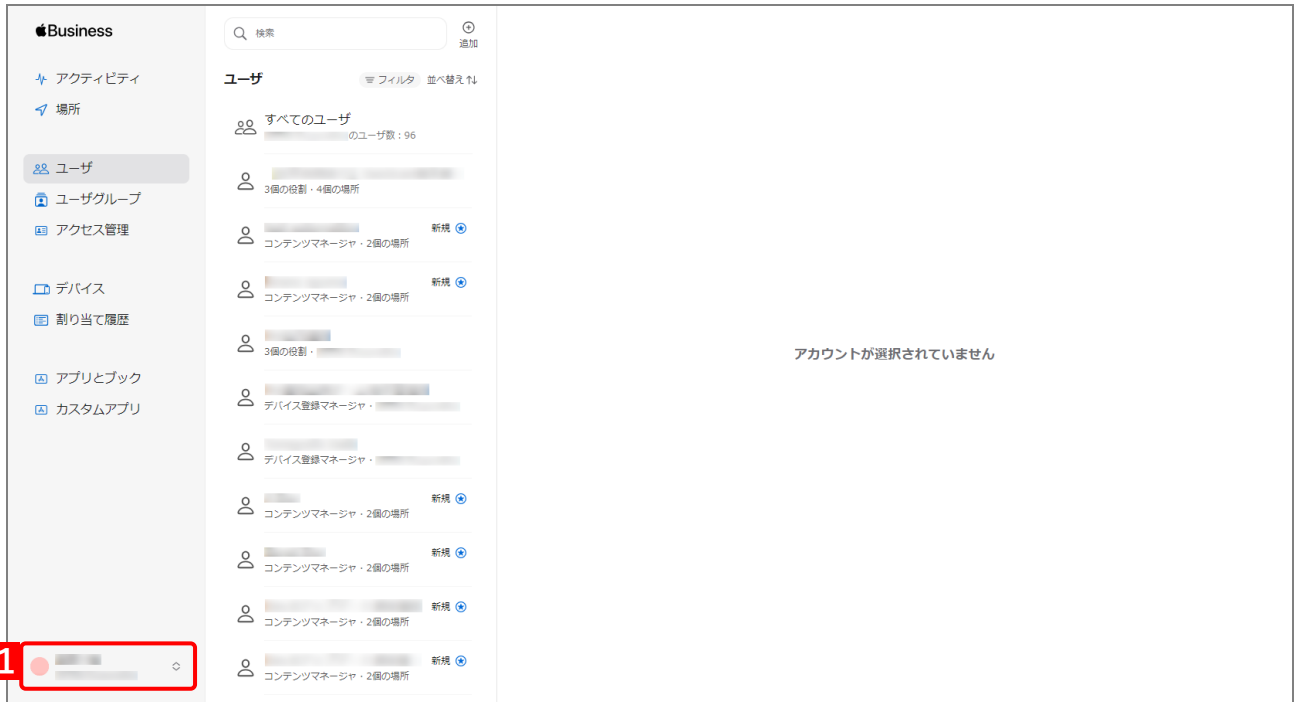 Business
アクティビティ
場所
ユーザ
ユーザグループ
アクセス管理
デバイス
割り当て履歴
アプリとブック
カスタムアプリ
1
検索
追加
ユーザ
フィルタ
並べ替え
すべてのユーザ
のユーザ数：96
3個の役割・4個の場所
新規
コンテンツマネージャ・2個の場所
新規
コンテンツマネージャ・2個の場所
3個の役割・
デバイス登録マネージャ・
デバイス登録マネージャ・
新規
コンテンツマネージャ・2個の場所
新規
コンテンツマネージャ・2個の場所
新規
コンテンツマネージャ・2個の場所
新規
コンテンツマネージャ・2個の場所
アカウントが選択されていません